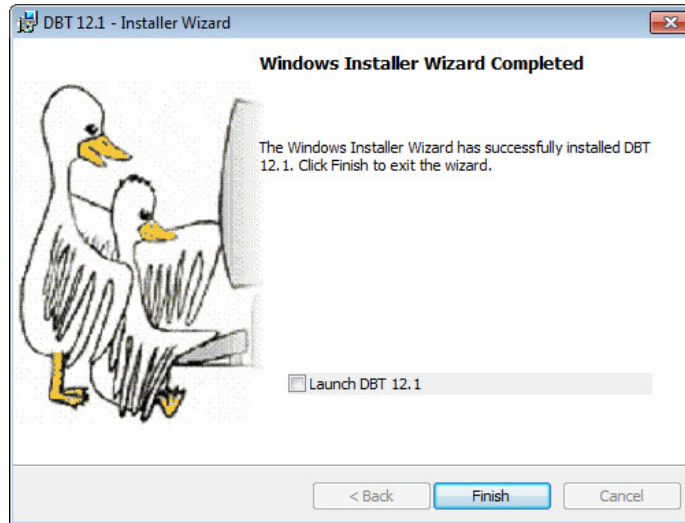 DBT 12.1 - Installer Wizard
Windows Installer Wizard Completed
The Windows Installer Wizard has successfully installed DBT
12.1. Click Finish to exit the wizard.
Launch DBT 12.1
< Back
Finish
Cancel